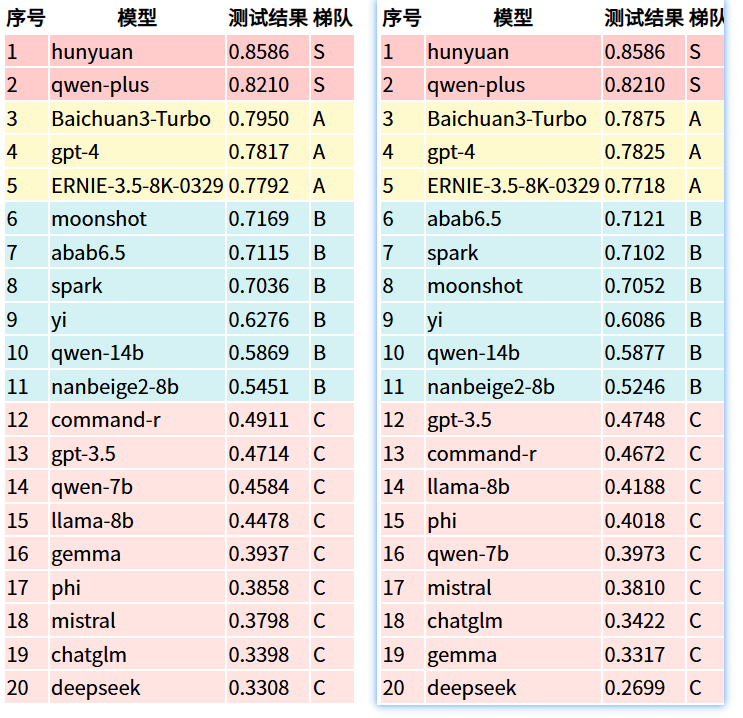 序号 模型 测试结果 梯队
1 hunyuan 0.8586 S
2 qwen-plus 0.8210 S
3 Baichuan3-Turbo 0.7950 A
4 gpt-4 0.7817 A
5 ERNIE-3.5-8K-0329 0.7792 A
6 moonshot 0.7169 B
7 abab6.5 0.7115 B
8 spark 0.7036 B
9 yi 0.6276 B
10 qwen-14b 0.5869 B
11 nanbeige2-8b 0.5451 B
12 command-r 0.4911 C
13 gpt-3.5 0.4714 C
14 qwen-7b 0.4584 C
15 llama-8b 0.4478 C
16 gemma 0.3937 C
17 phi 0.3858 C
18 mistral 0.3798 C
19 chatglm 0.3398 C
20 deepseek 0.3308 C
序号 模型 测试结果 梯队
1 hunyuan 0.8586 S
2 qwen-plus 0.8210 S
3 Baichuan3-Turbo 0.7875 A
4 gpt-4 0.7825 A
5 ERNIE-3.5-8K-0329 0.7718 A
6 abab6.5 0.7121 B
7 spark 0.7102 B
8 moonshot 0.7052 B
9 yi 0.6086 B
10 qwen-14b 0.5877 B
11 nanbeige2-8b 0.5246 B
12 gpt-3.5 0.4748 C
13 command-r 0.4672 C
14 llama-8b 0.4188 C
15 phi 0.4018 C
16 qwen-7b 0.3973 C
17 mistral 0.3810 C
18 chatglm 0.3422 C
19 gemma 0.3317 C
20 deepseek 0.2699 C